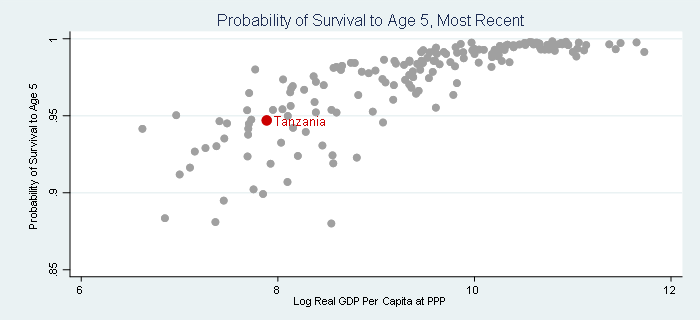 Probability of Survival to Age 5, Most Recent
Probability of Survival to Age 5
1
.95
.9
.85
Tanzania
6 8 10 12
Log Real GDP Per Capita at PPP